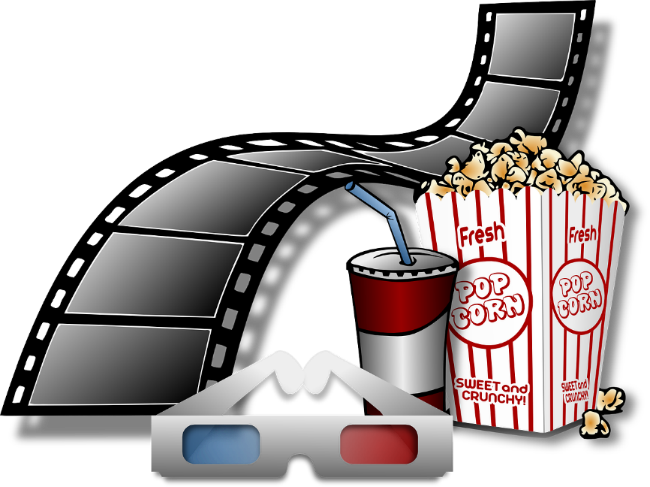 Fresh
POP
CORN
SWEET and
CRUNCHY!
Fresh
POP
CORN
SWEET and
CRUNCHY!